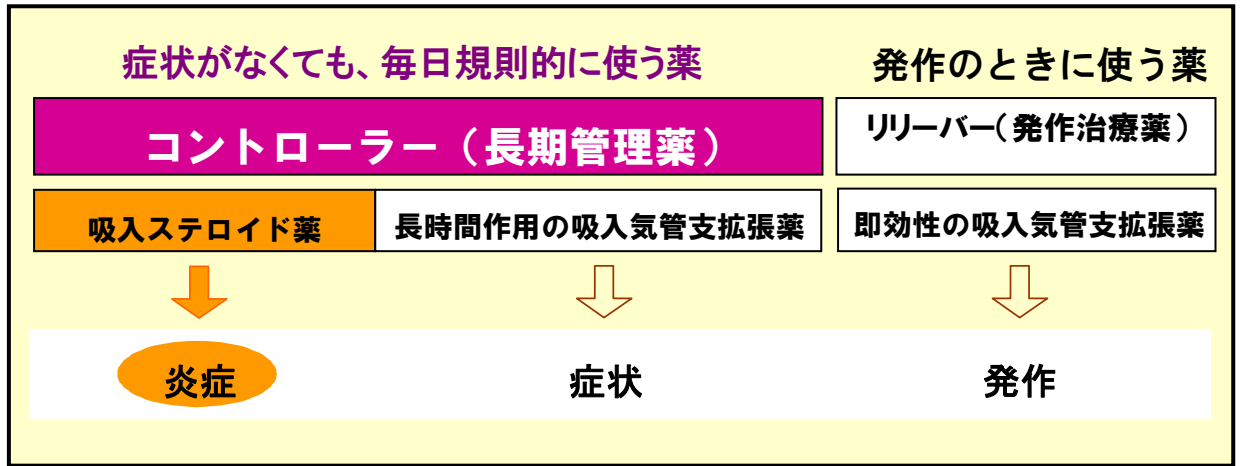 症状がなくても、毎日規則的に使う薬
発作のときに使う薬
コントローラー（長期管理薬）
リリーバー（発作治療薬）
吸入ステロイド薬
長時間作用の吸入気管支拡張薬
即効性の吸入気管支拡張薬
炎症
症状
発作